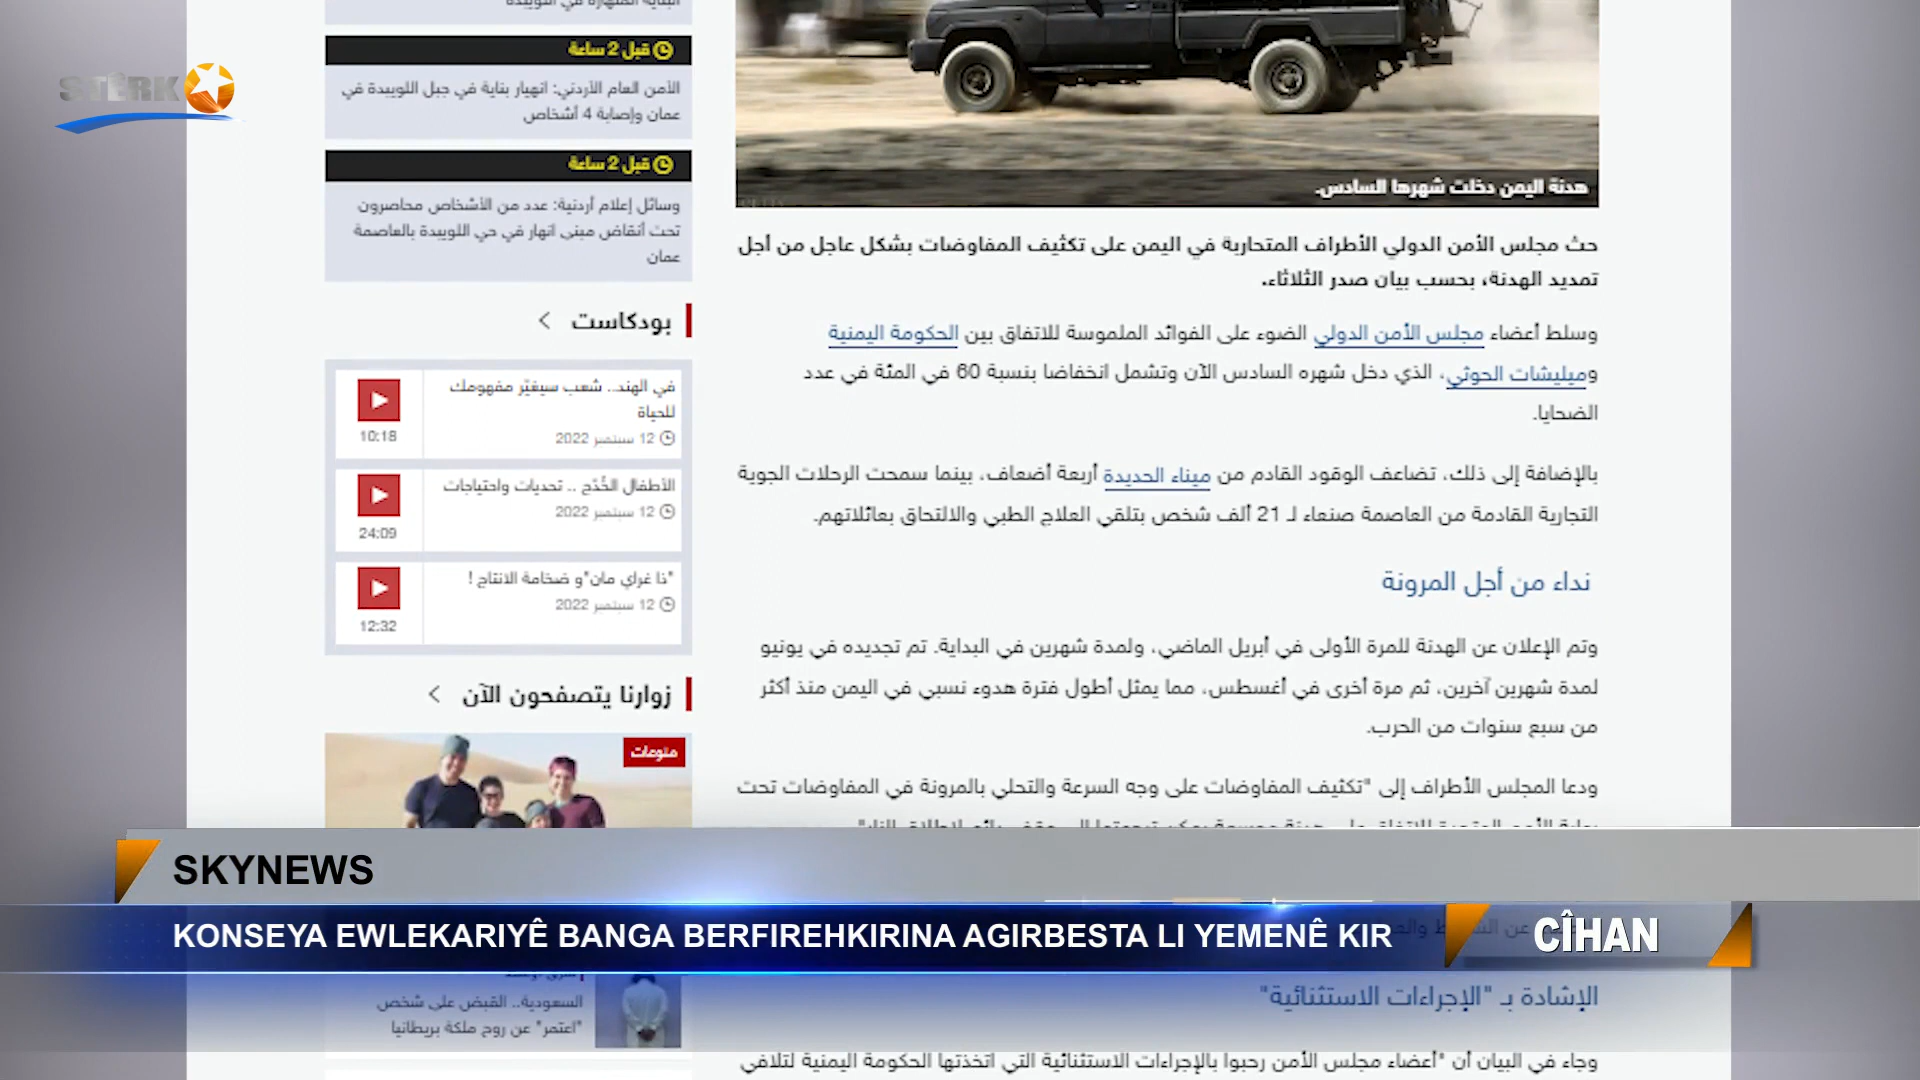 STÊRK
قبل 2 ساعة
الأمن العام الأردني: انهيار بناية في جبل اللويبدة في
عمان وإصابة 4 أشخاص
قبل 2 ساعة
وسائل إعلام أردنية: عدد من الأشخاص محاصرون
تحت أنقاض مبنى انهار في حي اللويبدة بالعاصمة
عمان
بودكاست
في الهند.. شعب سيغيّر مفهومك
للحياة
12 سبتمبر 2022
10:18
الأطفال الخُدّج .. تحديات واحتياجات
12 سبتمبر 2022
24:09
"ذا غراي مان"و ضخامة الانتاج !
12 سبتمبر 2022
12:32
زوارنا يتصفحون الآن
منوعات
السعودية.. القبض على شخص
"اعتمر" عن روح ملكة بريطانيا
هدنة اليمن دخلت شهرها السادس.
حث مجلس الأمن الدولي الأطراف المتحاربة في اليمن على تكثيف المفاوضات بشكل عاجل من أجل
تمديد الهدنة، بحسب بيان صدر الثلاثاء.
وسلط أعضاء مجلس الأمن الدولي الضوء على الفوائد الملموسة للاتفاق بين الحكومة اليمنية
وميليشات الحوثي، الذي دخل شهره السادس الآن وتشمل انخفاضا بنسبة 60 في المئة في عدد
الضحايا.
بالإضافة إلى ذلك، تضاعف الوقود القادم من ميناء الحديدة أربعة أضعاف، بينما سمحت الرحلات الجوية
التجارية القادمة من العاصمة صنعاء لـ 21 ألف شخص بتلقي العلاج الطبي والالتحاق بعائلاتهم.
نداء من أجل المرونة
وتم الإعلان عن الهدنة للمرة الأولى في أبريل الماضي، ولمدة شهرين في البداية. تم تجديده في يونيو
لمدة شهرين آخرين، ثم مرة أخرى في أغسطس، مما يمثل أطول فترة هدوء نسبي في اليمن منذ أكثر
من سبع سنوات من الحرب.
ودعا المجلس الأطراف إلى "تكثيف المفاوضات على وجه السرعة والتحلي بالمرونة في المفاوضات تحت
الإشادة بـ "الإجراءات الاستثنائية"
وجاء في البيان أن "أعضاء مجلس الأمن رحبوا بالإجراءات الاستثنائية التي اتخذتها الحكومة اليمنية لتلافي
SKYNEWS
KONSEYA EWLEKARIYÊ BANGA BERFIREHKIRINA AGIRBESTA LI YEMENÊ KIR
CÎHAN